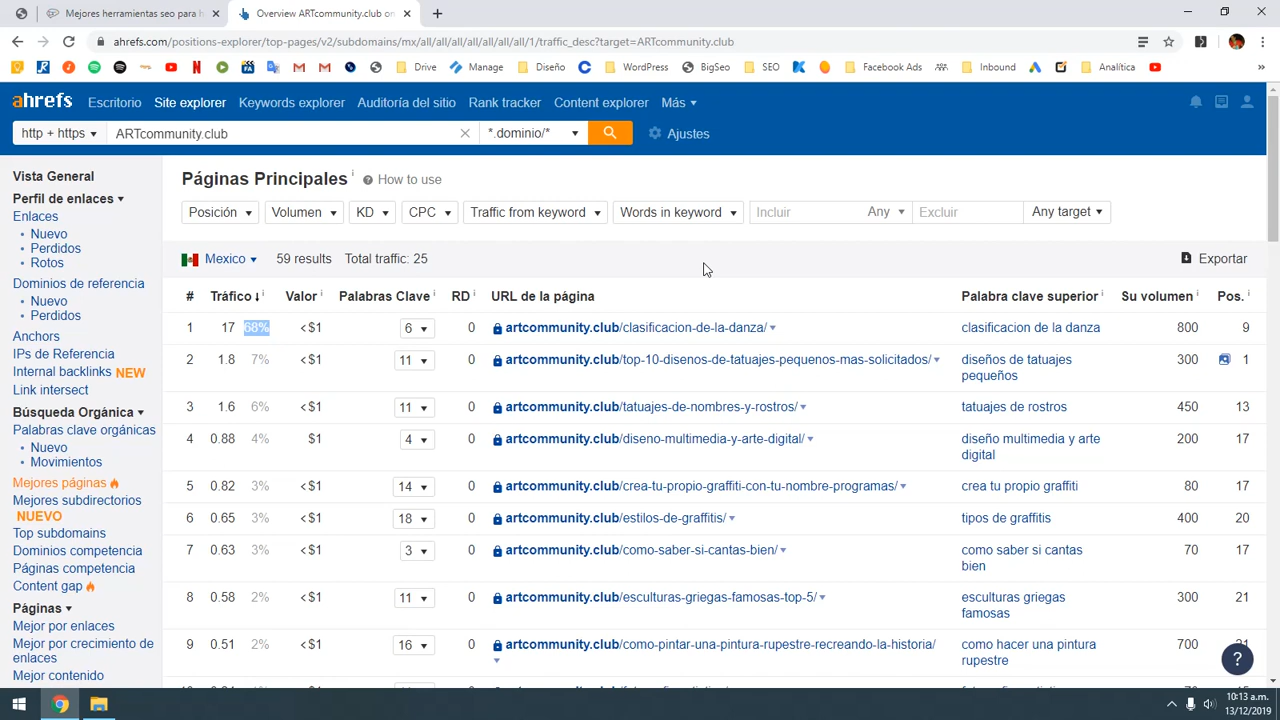 Mejores herramientas seo para h
Overview ARTcommunity.club on
ahrefs.com/positions-explorer/top-pages/v2/subdomains/mx/all/all/all/all/all/all/1/traffic_desc?target=ARTcommunity.club
Drive Manage Diseño WordPress BigSeo SEO Facebook Ads Inbound Analítica »
ahrefs Escritorio Site explorer Keywords explorer Auditoría del sitio Rank tracker Content explorer Más
http + https ARTcommunity.club *.dominio/* Ajustes
Vista General
Perfil de enlaces
Enlaces
• Nuevo
• Perdidos
• Rotos
Dominios de referencia
• Nuevo
• Perdidos
Anchors
IPs de Referencia
Internal backlinks NEW
Link intersect
Búsqueda Orgánica
Palabras clave orgánicas
• Nuevo
• Movimientos
Mejores páginas
Mejores subdirectorios
NUEVO
Top subdomains
Dominios competencia
Páginas competencia
Content gap
Páginas
Mejor por enlaces
Mejor por crecimiento de
enlaces
Mejor contenido
Páginas Principales i ? How to use
Posición Volumen KD CPC Traffic from keyword Words in keyword Incluir Any Excluir Any target
Mexico 59 results Total traffic: 25 Exportar
# Tráfico↓ i Valor i Palabras Clave i RD i URL de la página Palabra clave superior i Su volumen i Pos. i
1 17 68% <$1 6 0 artcommunity.club/clasificacion-de-la-danza/ clasificacion de la danza 800 9
2 1.8 7% <$1 11 0 artcommunity.club/top-10-disenos-de-tatuajes-pequenos-mas-solicitados/ diseños de tatuajes 300 1
pequeños
3 1.6 6% <$1 11 0 artcommunity.club/tatuajes-de-nombres-y-rostros/ tatuajes de rostros 450 13
4 0.88 4% $1 4 0 artcommunity.club/diseno-multimedia-y-arte-digital/ diseño multimedia y arte 200 17
digital
5 0.82 3% <$1 14 0 artcommunity.club/crea-tu-propio-graffiti-con-tu-nombre-programas/ crea tu propio graffiti 80 17
6 0.65 3% <$1 18 0 artcommunity.club/estilos-de-graffitis/ tipos de graffitis 400 20
7 0.63 3% <$1 3 0 artcommunity.club/como-saber-si-cantas-bien/ como saber si cantas 70 17
bien
8 0.58 2% <$1 11 0 artcommunity.club/esculturas-griegas-famosas-top-5/ esculturas griegas 300 21
famosas
9 0.51 2% <$1 16 0 artcommunity.club/como-pintar-una-pintura-rupestre-recreando-la-historia/ como hacer una pintura 700
rupestre
?
10:13 a.m.
13/12/2019